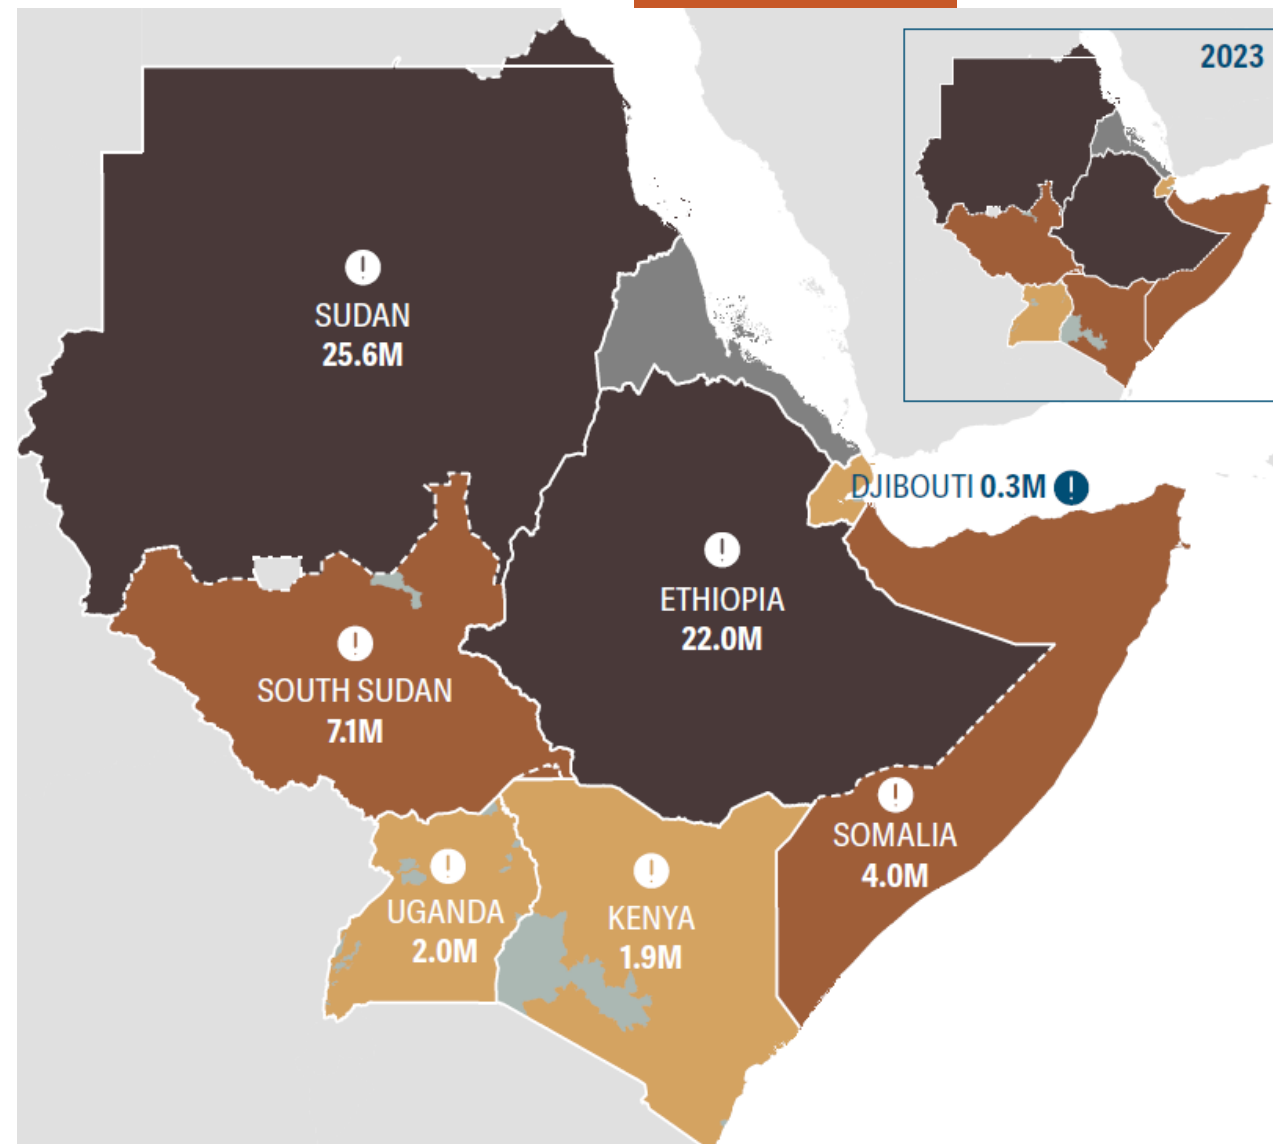 2023
SUDAN
25.6M
DJIBOUTI 0.3M
ETHIOPIA
22.0M
SOUTH SUDAN
7.1M
SOMALIA
4.0M
UGANDA
2.0M
KENYA
1.9M